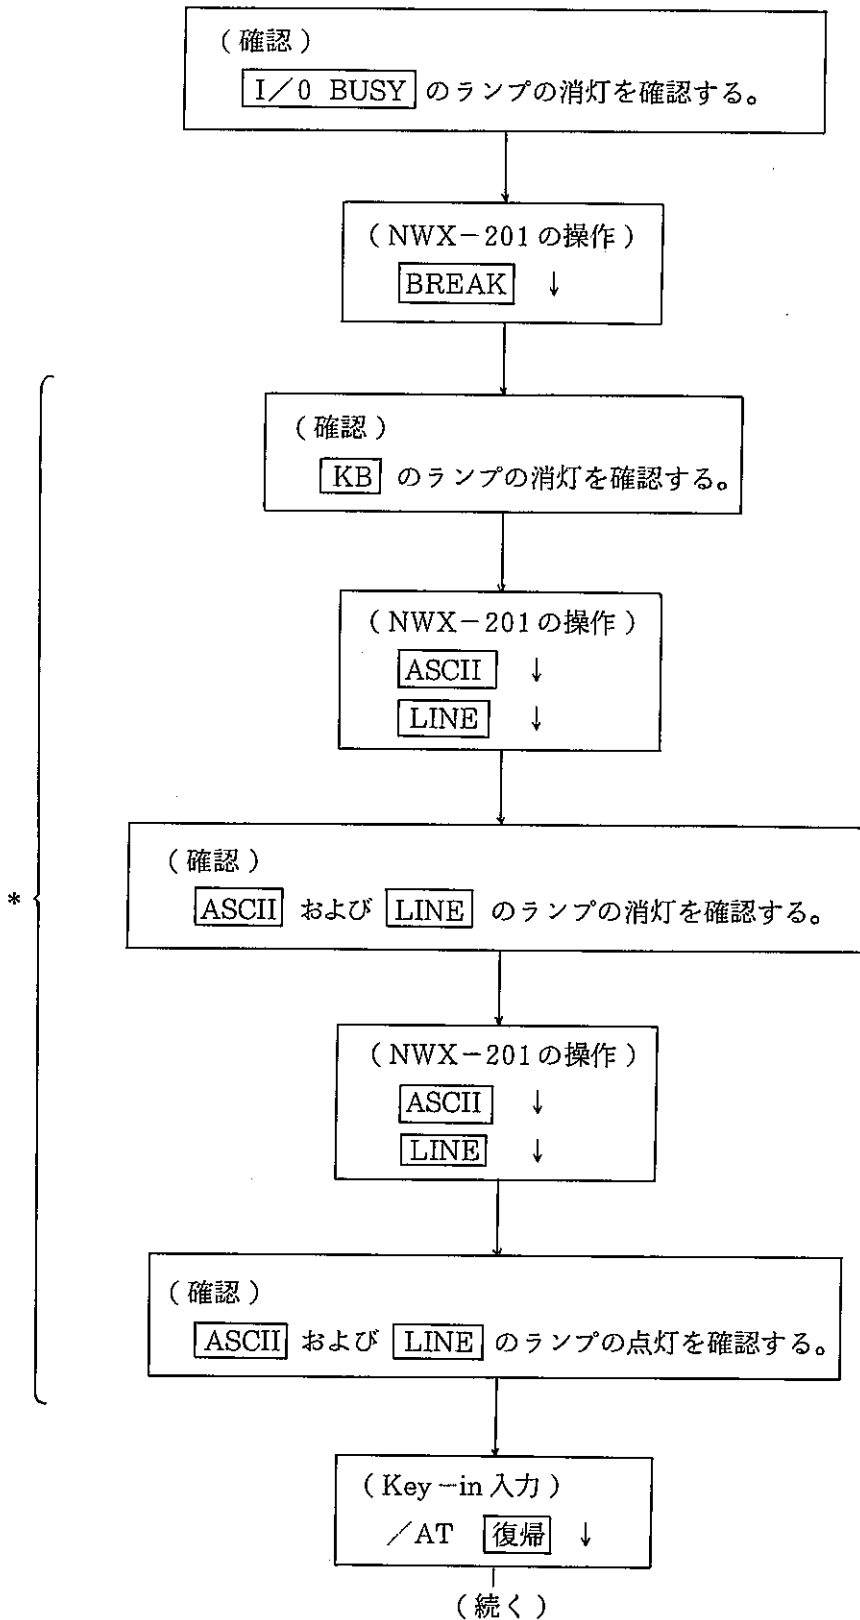 (確認)
I/0 BUSY のランプの消灯を確認する。
(NWX-201の操作)
BREAK ↓
(確認)
KB のランプの消灯を確認する。
(NWX-201の操作)
ASCII ↓
LINE ↓
(確認)
* ASCII および LINE のランプの消灯を確認する。
(NWX-201の操作)
ASCII ↓
LINE ↓
(確認)
ASCII および LINE のランプの点灯を確認する。
(Key-in入力)
/AT 復帰 ↓
(続く)